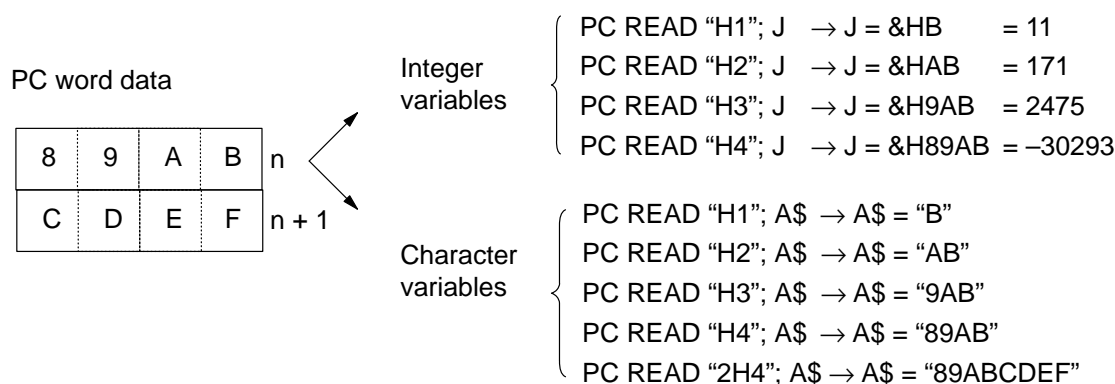 PC word data
8 9 A B n
C D E F n + 1
Integer
variables
PC READ “H1”; J → J = &HB = 11
PC READ “H2”; J → J = &HAB = 171
PC READ “H3”; J → J = &H9AB = 2475
PC READ “H4”; J → J = &H89AB = –30293
Character
variables
PC READ “H1”; A$ → A$ = “B”
PC READ “H2”; A$ → A$ = “AB”
PC READ “H3”; A$ → A$ = “9AB”
PC READ “H4”; A$ → A$ = “89AB”
PC READ “2H4”; A$ → A$ = “89ABCDEF”